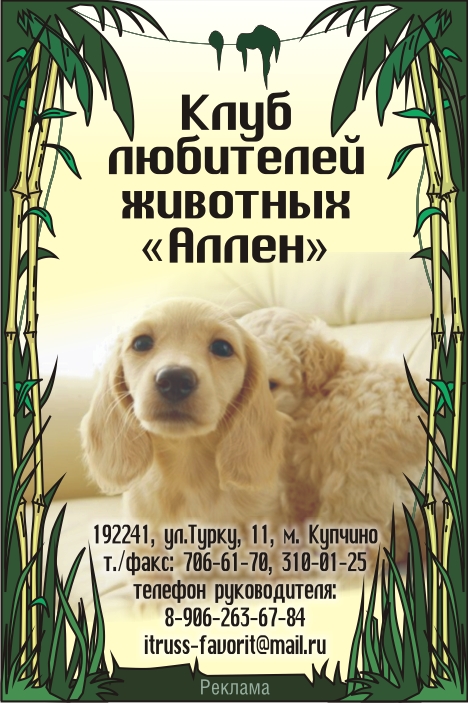 Клуб
любителей
животных
«Аллен»
192241, ул.Турку, 11, м. Купчино
т./факс: 706-61-70, 310-01-25
телефон руководителя:
8-906-263-67-84
itruss-favorit@mail.ru
Реклама